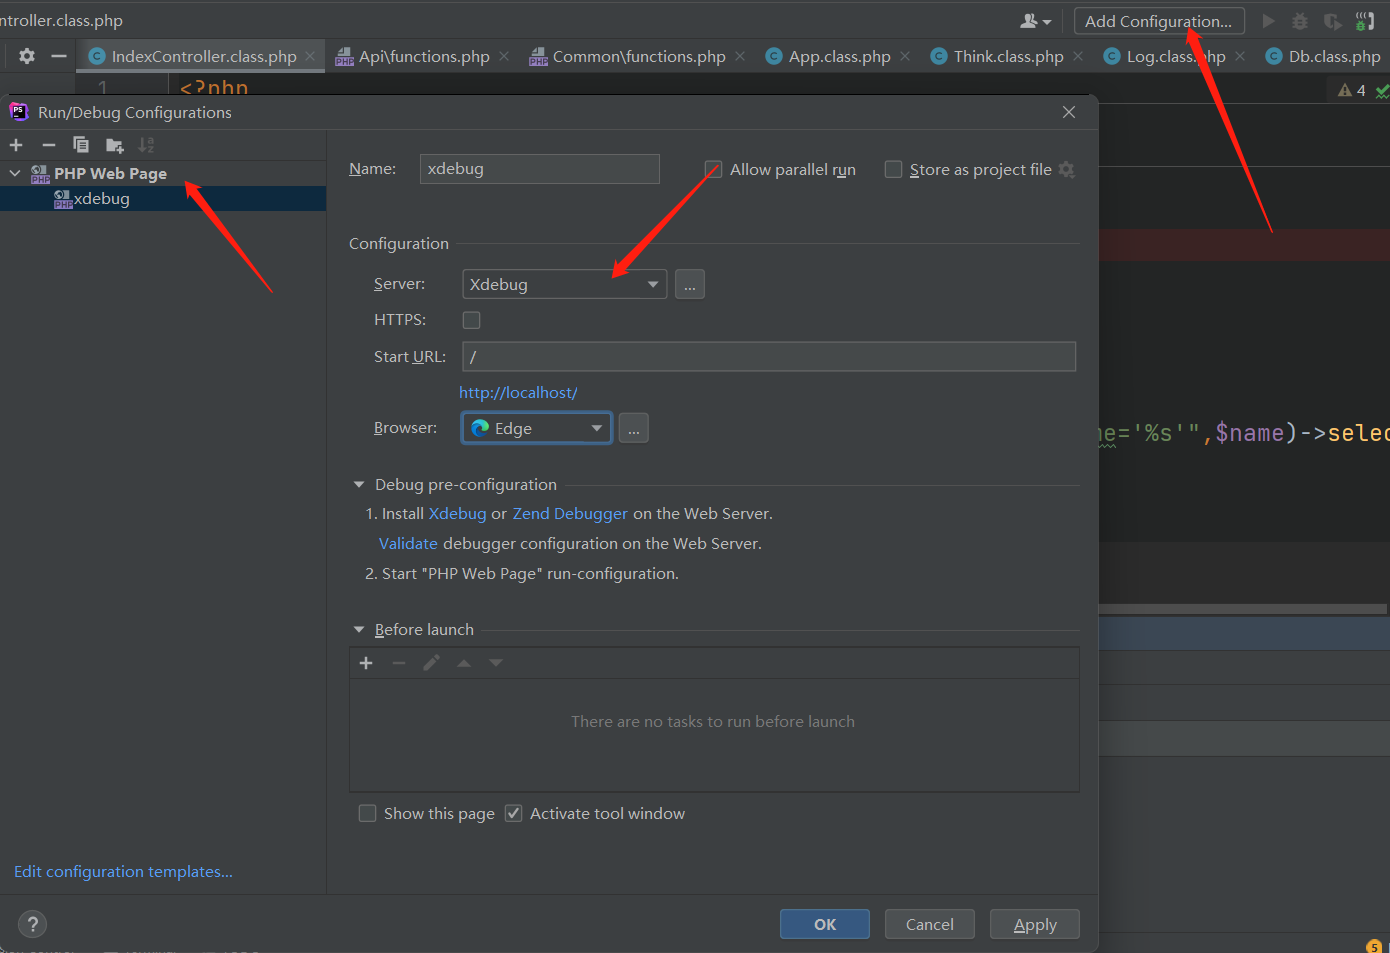 ntroller.class.php
Add Configuration...
IndexController.class.php
Api\functions.php
Common\functions.php
App.class.php
Think.class.php
Log.class.php
Db.class.php
1 <?php
4
PS Run/Debug Configurations
PHP Web Page
xdebug
Name: xdebug
Allow parallel run
Store as project file
Configuration
Server: Xdebug ...
HTTPS:
Start URL: /
http://localhost/
Browser: Edge ...
ne='%s'",$name)->selec
Debug pre-configuration
1. Install Xdebug or Zend Debugger on the Web Server.
Validate debugger configuration on the Web Server.
2. Start "PHP Web Page" run-configuration.
Before launch
There are no tasks to run before launch
Show this page
Activate tool window
Edit configuration templates...
?
OK
Cancel
Apply
5